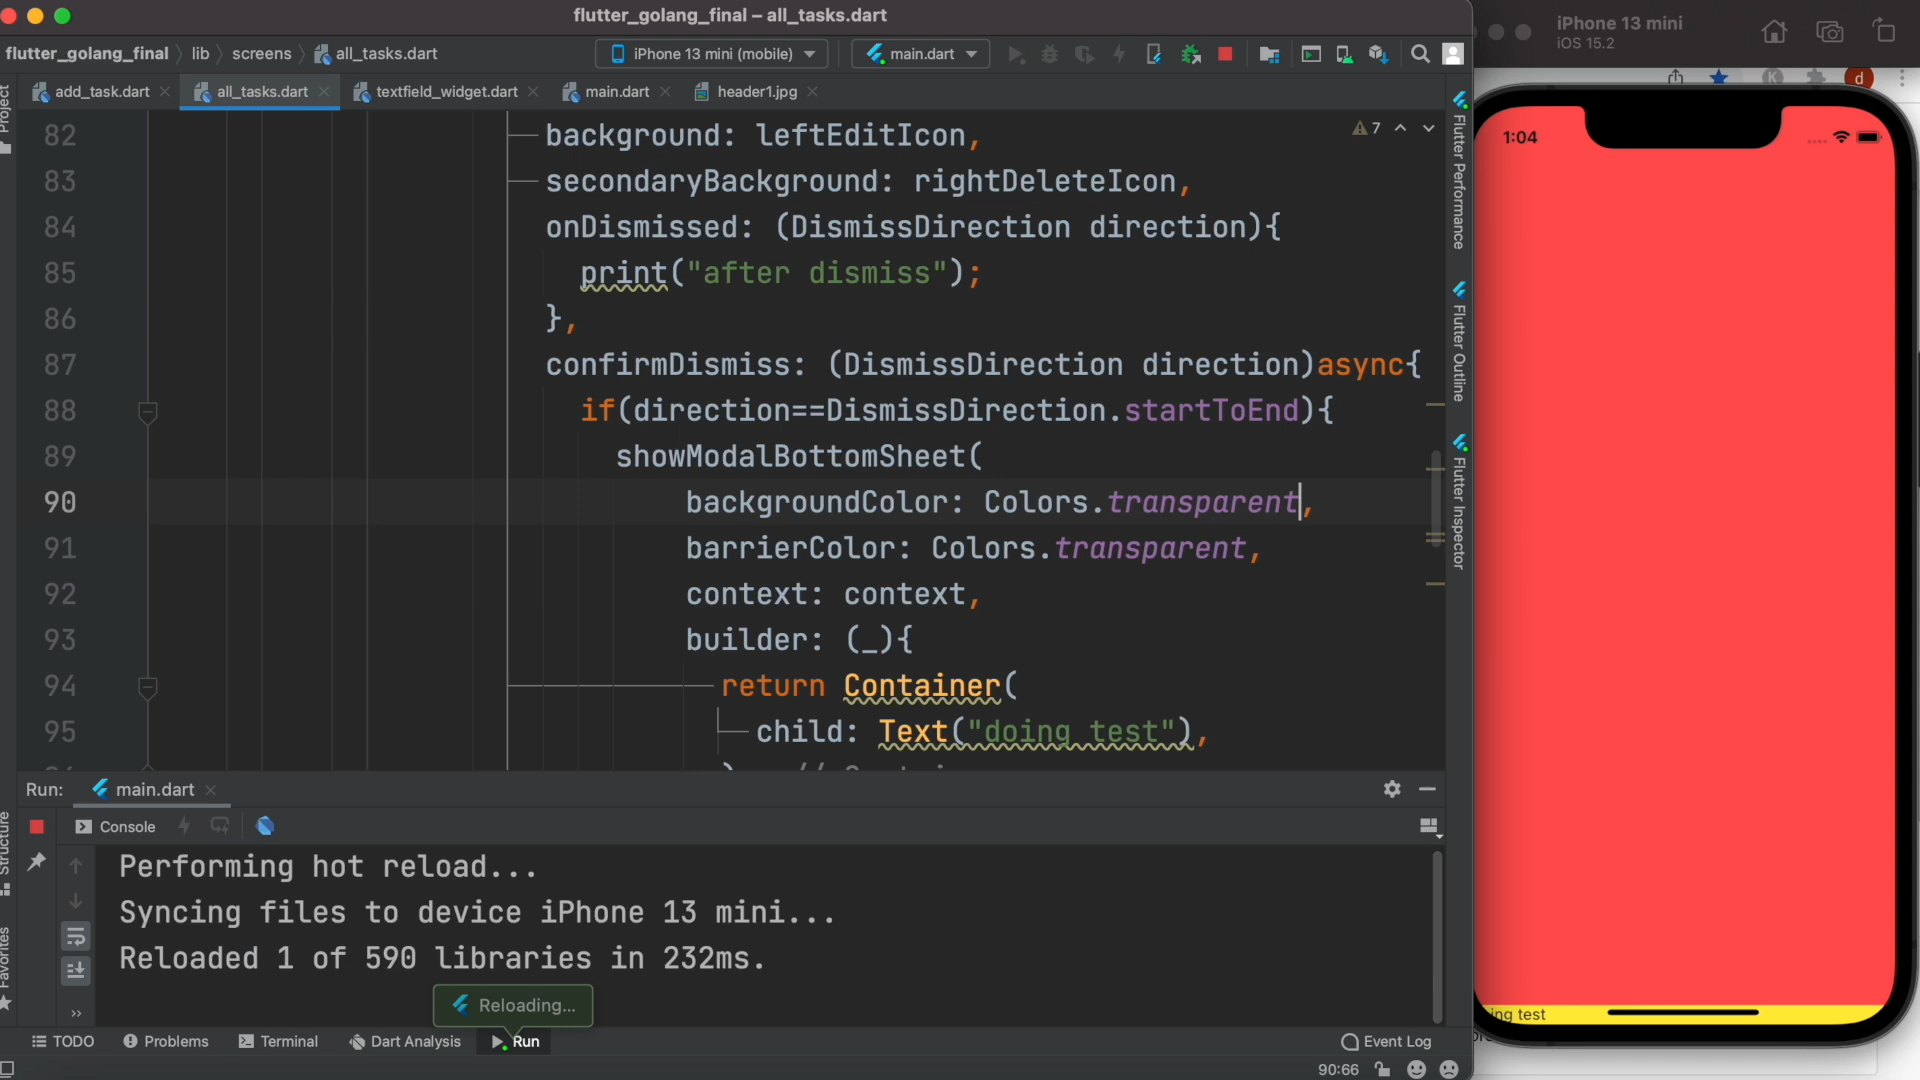 flutter_golang_final – all_tasks.dart
flutter_golang_final lib screens all_tasks.dart iPhone 13 mini (mobile) main.dart
add_task.dart all_tasks.dart textfield_widget.dart main.dart header1.jpg
Project
82 background: leftEditIcon,
83 secondaryBackground: rightDeleteIcon,
84 onDismissed: (DismissDirection direction){
85 print("after dismiss");
86 },
87 confirmDismiss: (DismissDirection direction)async{
88 if(direction==DismissDirection.startToEnd){
89 showModalBottomSheet(
90 backgroundColor: Colors.transparent,
91 barrierColor: Colors.transparent,
92 context: context,
93 builder: (_){
94 return Container(
95 child: Text("doing test"),
7
Flutter Performance
Flutter Outline
Flutter Inspector
Run: main.dart
Console
Structure
Favorites
Performing hot reload...
Syncing files to device iPhone 13 mini...
Reloaded 1 of 590 libraries in 232ms.
Reloading...
TODO Problems Terminal Dart Analysis Run Event Log
90:66
iPhone 13 mini
iOS 15.2
K d
1:04
ing test